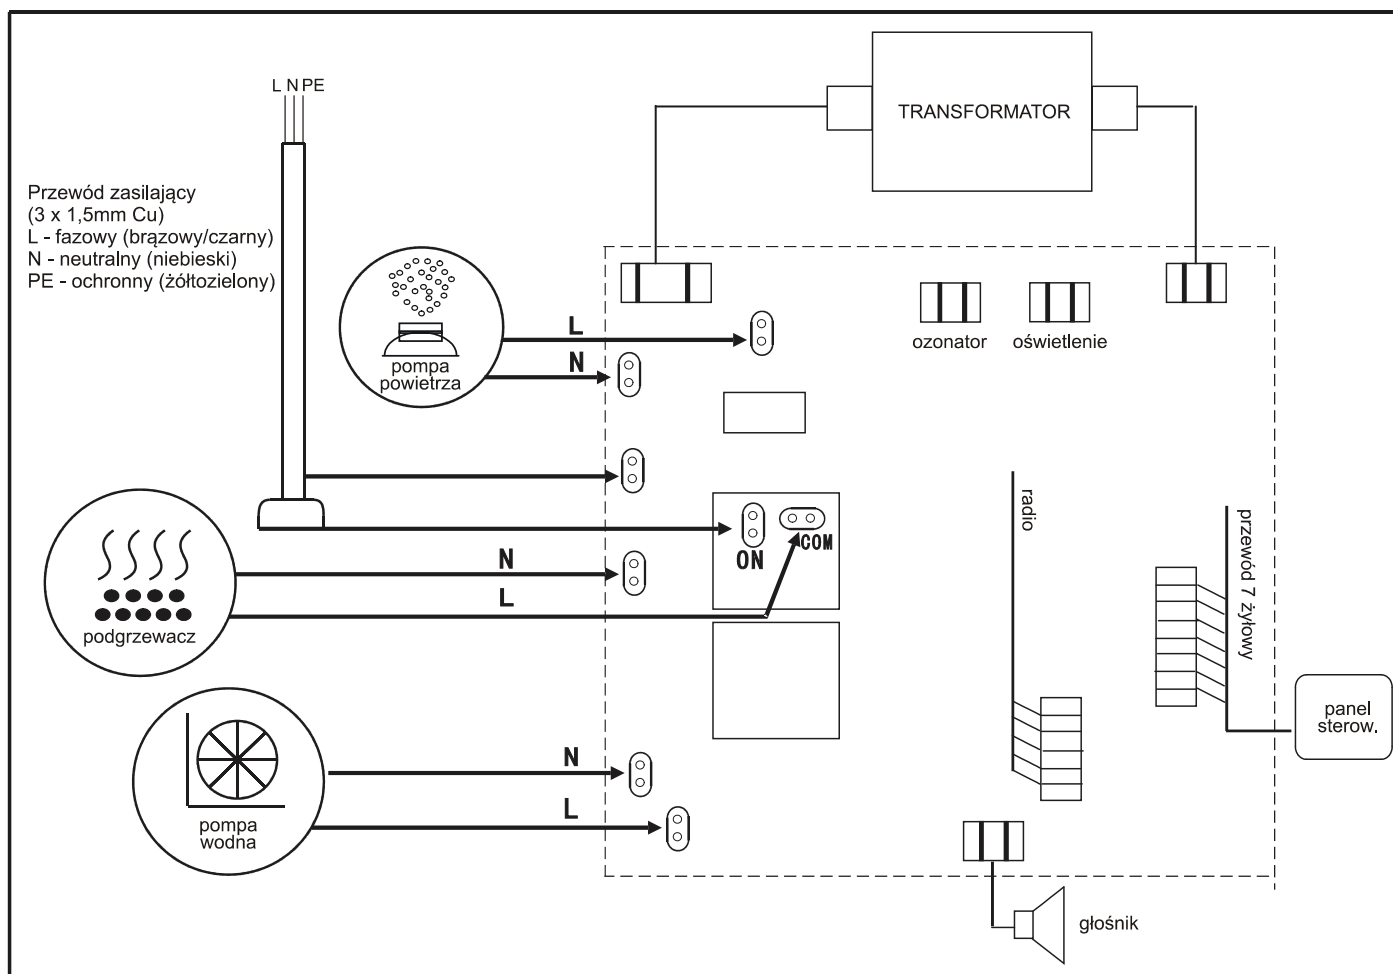 L N PE
TRANSFORMATOR
Przewód zasilający
(3 x 1,5mm Cu)
L - fazowy (brązowy/czarny)
N - neutralny (niebieski)
PE - ochronny (żółtozielony)
L
N
pompa
powietrza
ozonator
oświetlenie
radio
przewód 7 żyłowy
ON
COM
N
L
podgrzewacz
panel
sterow.
N
L
pompa
wodna
głośnik